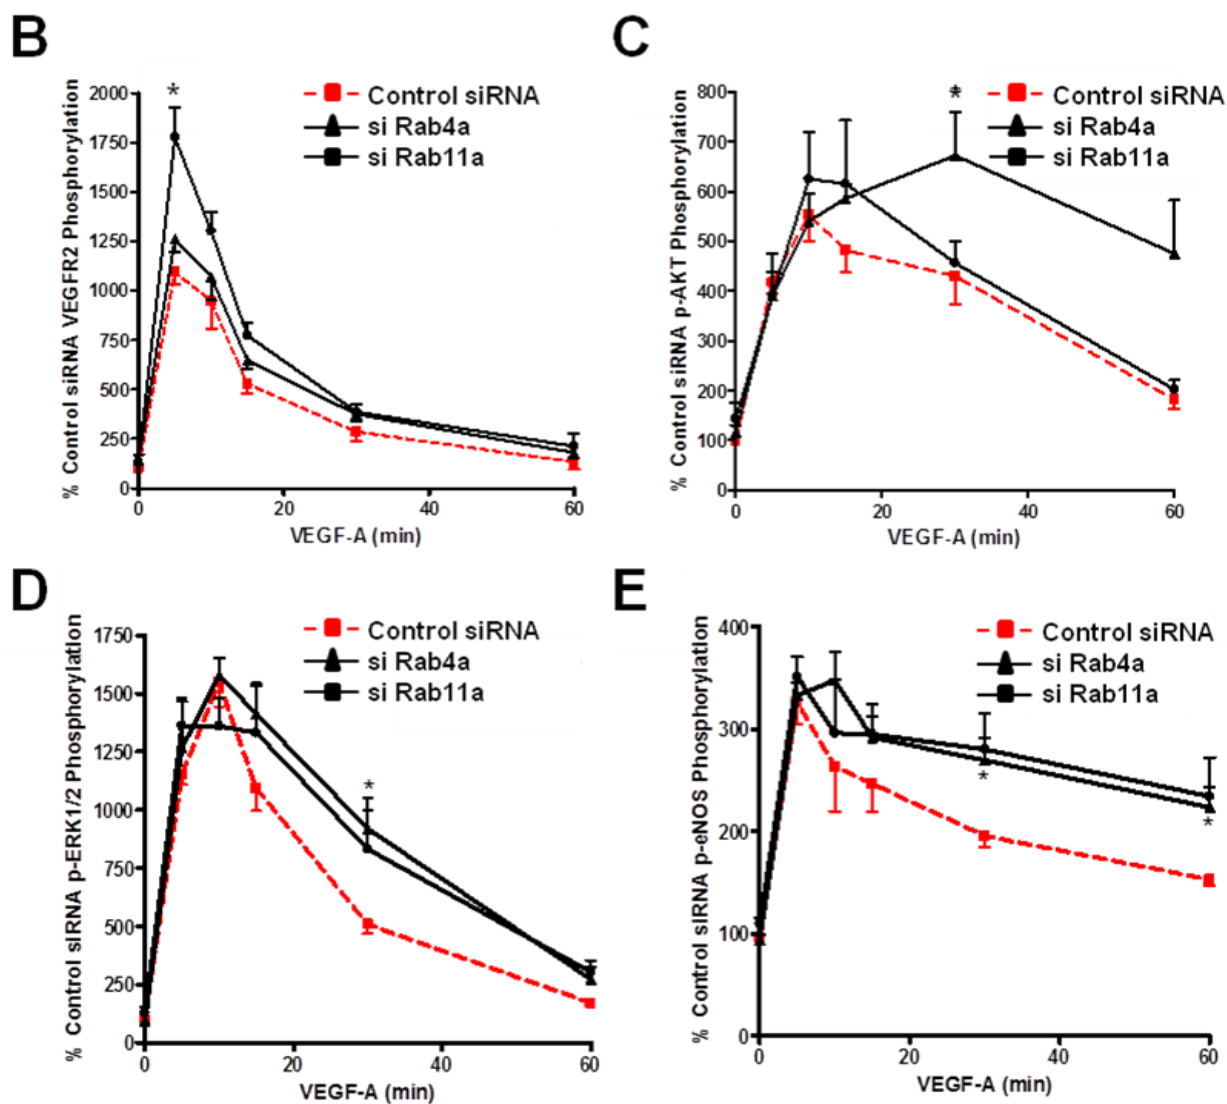 B
*
Control siRNA
si Rab4a
si Rab11a
% Control siRNA VEGFR2 Phosphorylation
2000
1750
1500
1250
1000
750
500
250
0
0 20 40 60
VEGF-A (min)
C
*
Control siRNA
si Rab4a
si Rab11a
% Control siRNA p-AKT Phosphorylation
800
700
600
500
400
300
200
100
0
0 20 40 60
VEGF-A (min)
D
*
Control siRNA
si Rab4a
si Rab11a
% Control siRNA p-ERK1/2 Phosphorylation
1750
1500
1250
1000
750
500
250
0
0 20 40 60
VEGF-A (min)
E
Control siRNA
si Rab4a
si Rab11a
% Control siRNA p-eNOS Phosphorylation
400
300
200
100
0
*
*
0 20 40 60
VEGF-A (min)